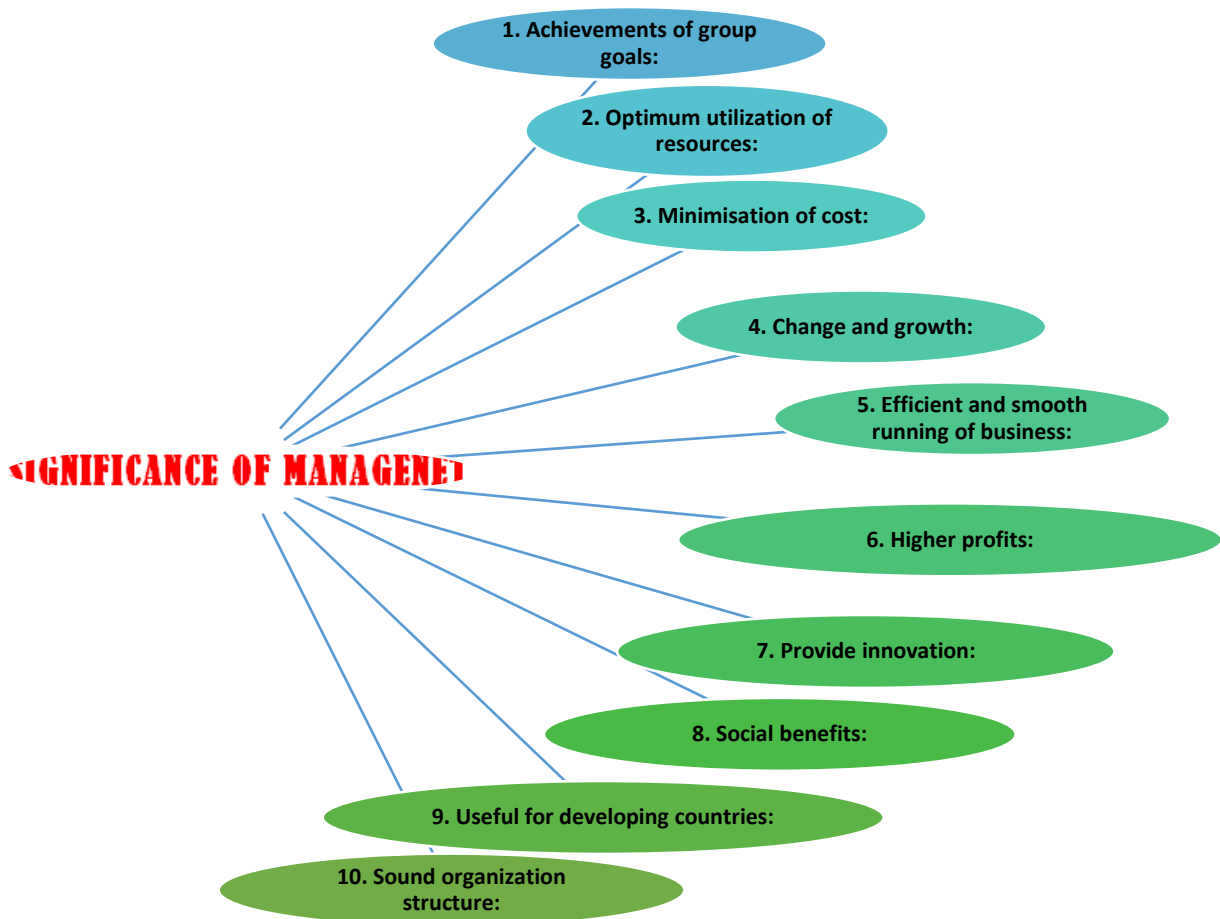 1. Achievements of group
goals:
2. Optimum utilization of
resources:
3. Minimisation of cost:
4. Change and growth:
5. Efficient and smooth
running of business:
IGNIFICANCE OF MANAGENE
6. Higher profits:
7. Provide innovation:
8. Social benefits:
9. Useful for developing countries:
10. Sound organization
structure: